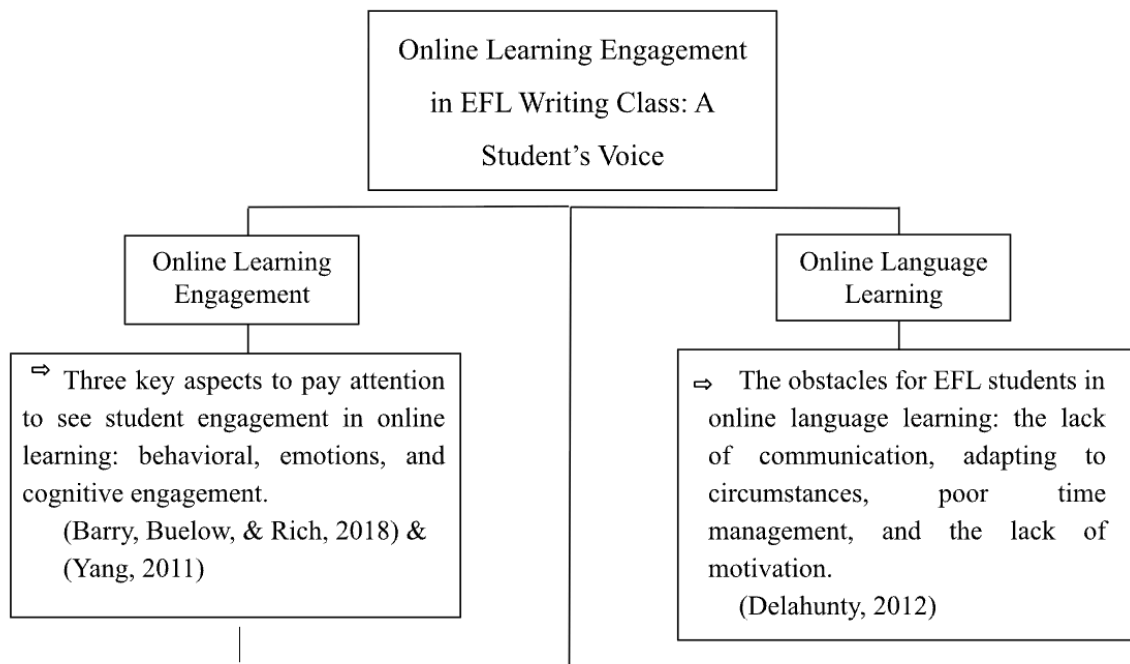 Online Learning Engagement
in EFL Writing Class: A
Student’s Voice
Online Learning
Engagement
⇨ Three key aspects to pay attention
to see student engagement in online
learning: behavioral, emotions, and
cognitive engagement.
(Barry, Buelow, & Rich, 2018) &
(Yang, 2011)
Online Language
Learning
⇨ The obstacles for EFL students in
online language learning: the lack
of communication, adapting to
circumstances, poor time
management, and the lack of
motivation.
(Delahunty, 2012)